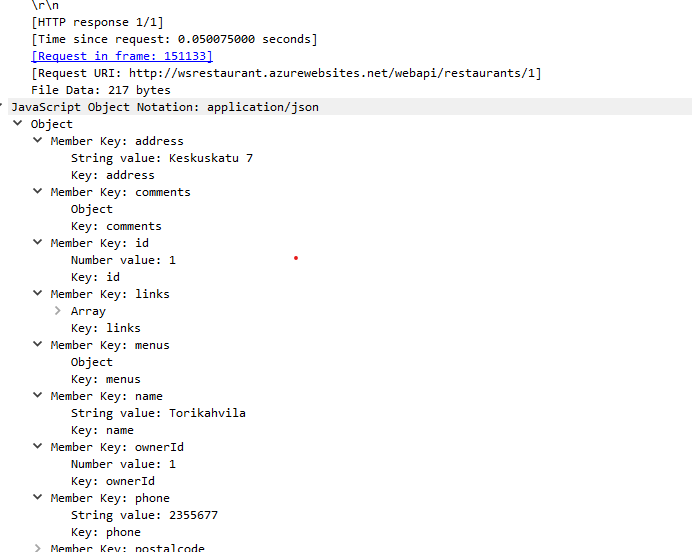 \r\n
[HTTP response 1/1]
[Time since request: 0.050075000 seconds]
[Request in frame: 151133]
[Request URI: http://wsrestaurant.azurewebsites.net/webapi/restaurants/1]
File Data: 217 bytes
JavaScript Object Notation: application/json
Object
Member Key: address
String value: Keskuskatu 7
Key: address
Member Key: comments
Object
Key: comments
Member Key: id
Number value: 1
Key: id
Member Key: links
Array
Key: links
Member Key: menus
Object
Key: menus
Member Key: name
String value: Torikahvila
Key: name
Member Key: ownerId
Number value: 1
Key: ownerId
Member Key: phone
String value: 2355677
Key: phone
Member Key: postalcode